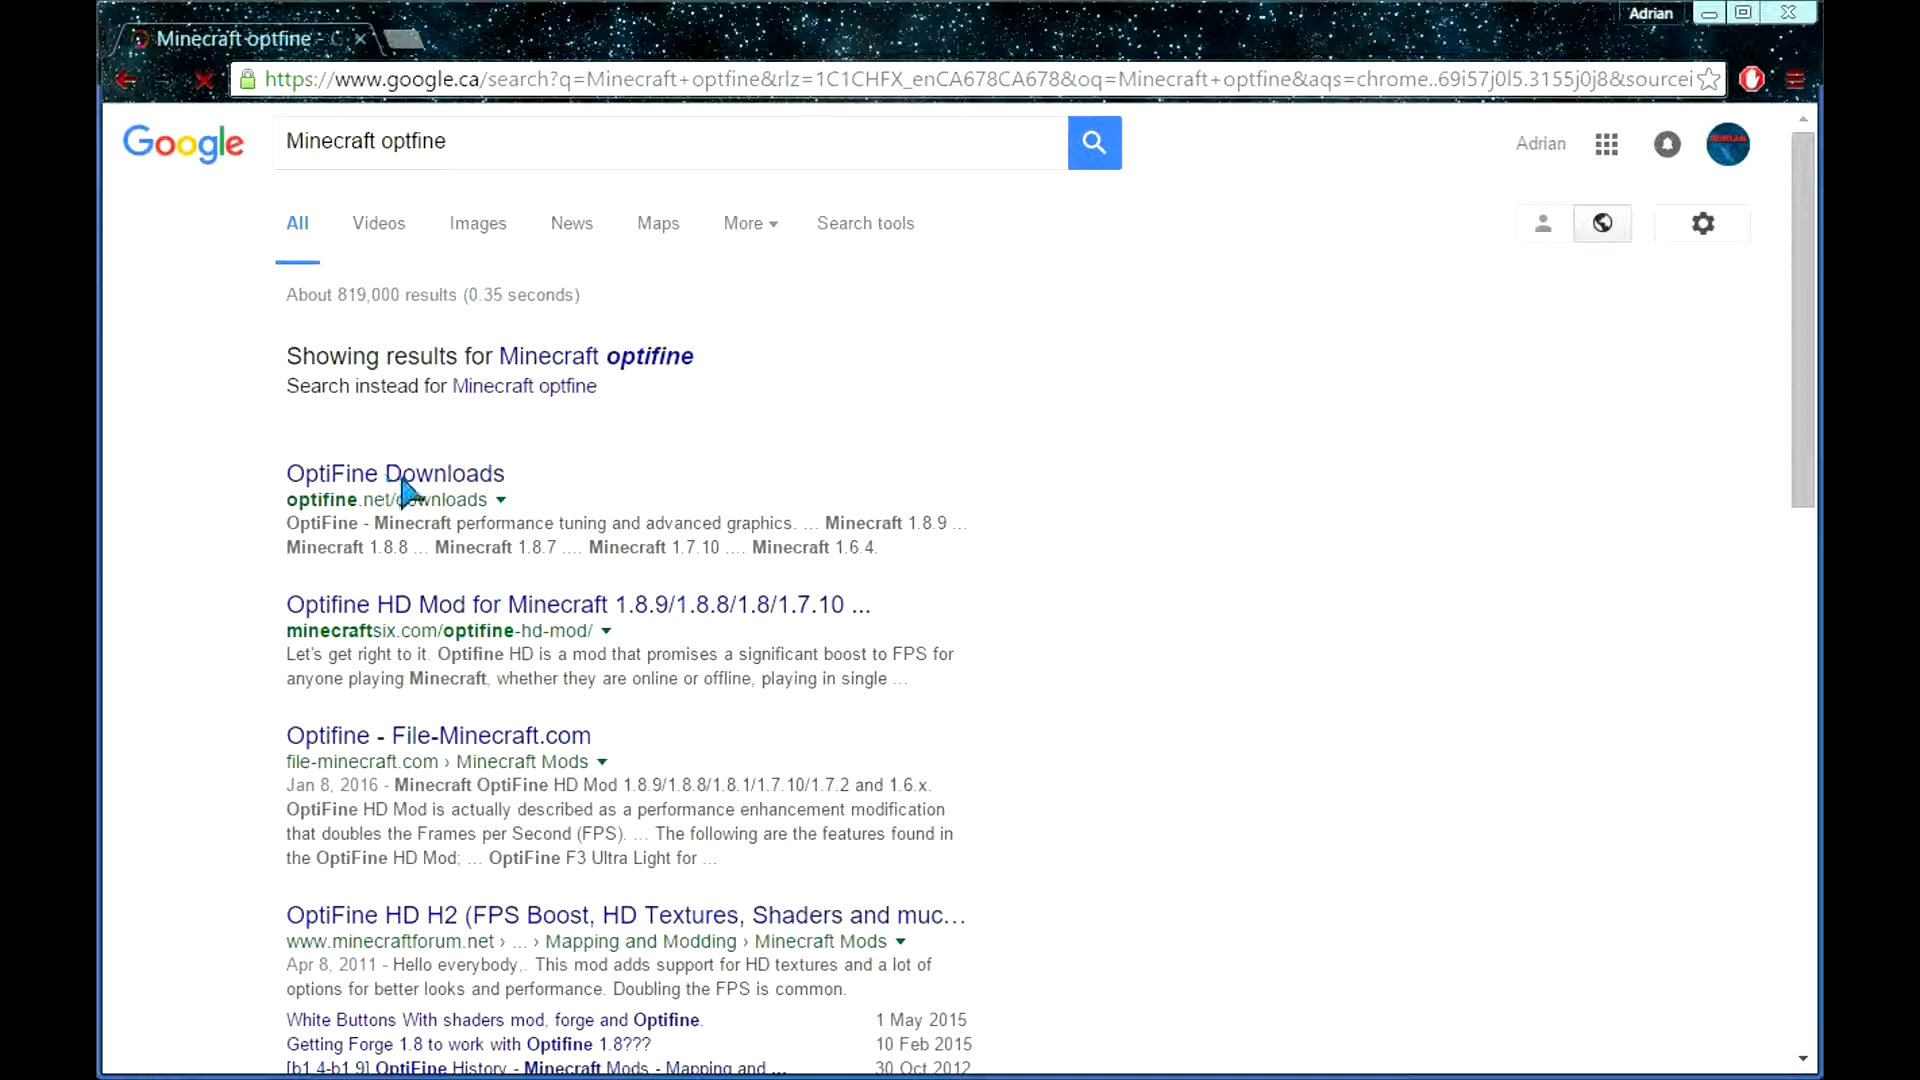 Adrian
Minecraft optfine -
https://www.google.ca/search?q=Minecraft+optfine&rlz=1C1CHFX_enCA678CA678&oq=Minecraft+optfine&aqs=chrome..69i57j0l5.3155j0j8&sourcei
Google
Minecraft optfine
Adrian
All Videos Images News Maps More Search tools
About 819,000 results (0.35 seconds)
Showing results for Minecraft optifine
Search instead for Minecraft optfine
OptiFine Downloads
optifine.net/downloads
OptiFine - Minecraft performance tuning and advanced graphics. ... Minecraft 1.8.9 ...
Minecraft 1.8.8 ... Minecraft 1.8.7 .... Minecraft 1.7.10 .... Minecraft 1.6.4.
Optifine HD Mod for Minecraft 1.8.9/1.8.8/1.8/1.7.10 ...
minecraftsix.com/optifine-hd-mod/
Let's get right to it. Optifine HD is a mod that promises a significant boost to FPS for
anyone playing Minecraft, whether they are online or offline, playing in single ...
Optifine - File-Minecraft.com
file-minecraft.com › Minecraft Mods
Jan 8, 2016 - Minecraft OptiFine HD Mod 1.8.9/1.8.8/1.8.1/1.7.10/1.7.2 and 1.6.x.
OptiFine HD Mod is actually described as a performance enhancement modification
that doubles the Frames per Second (FPS). ... The following are the features found in
the OptiFine HD Mod; ... OptiFine F3 Ultra Light for ...
OptiFine HD H2 (FPS Boost, HD Textures, Shaders and muc...
www.minecraftforum.net › ... › Mapping and Modding › Minecraft Mods
Apr 8, 2011 - Hello everybody,. This mod adds support for HD textures and a lot of
options for better looks and performance. Doubling the FPS is common.
White Buttons With shaders mod, forge and Optifine. 1 May 2015
Getting Forge 1.8 to work with Optifine 1.8??? 10 Feb 2015
[b1.4-b1.9] OptiFine History - Minecraft Mods - Mapping and ... 30 Oct 2012